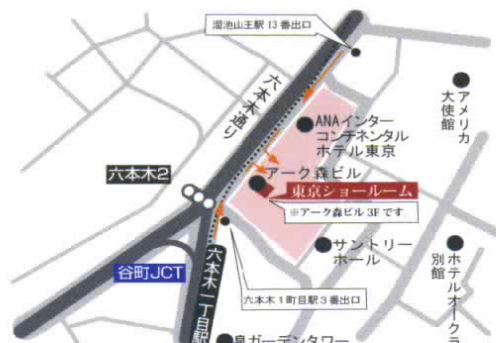 溜池山王駅13番出口
六本木通り
アメリカ
大使館
ANAインター
コンチネンタル
ホテル東京
アーク森ビル
六本木2
東京ショールーム
※アーク森ビル3Fです
サントリー
ホール
谷町JCT
六本木一丁目駅
六本木1町目駅3番出口
ホテルオークラ
別館
泉ガーデンタワー